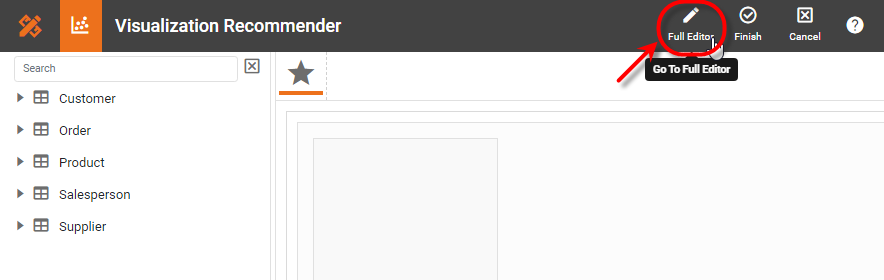 Visualization Recommender
Full Editor
Finish
Cancel
?
Go To Full Editor
Search
Customer
Order
Product
Salesperson
Supplier